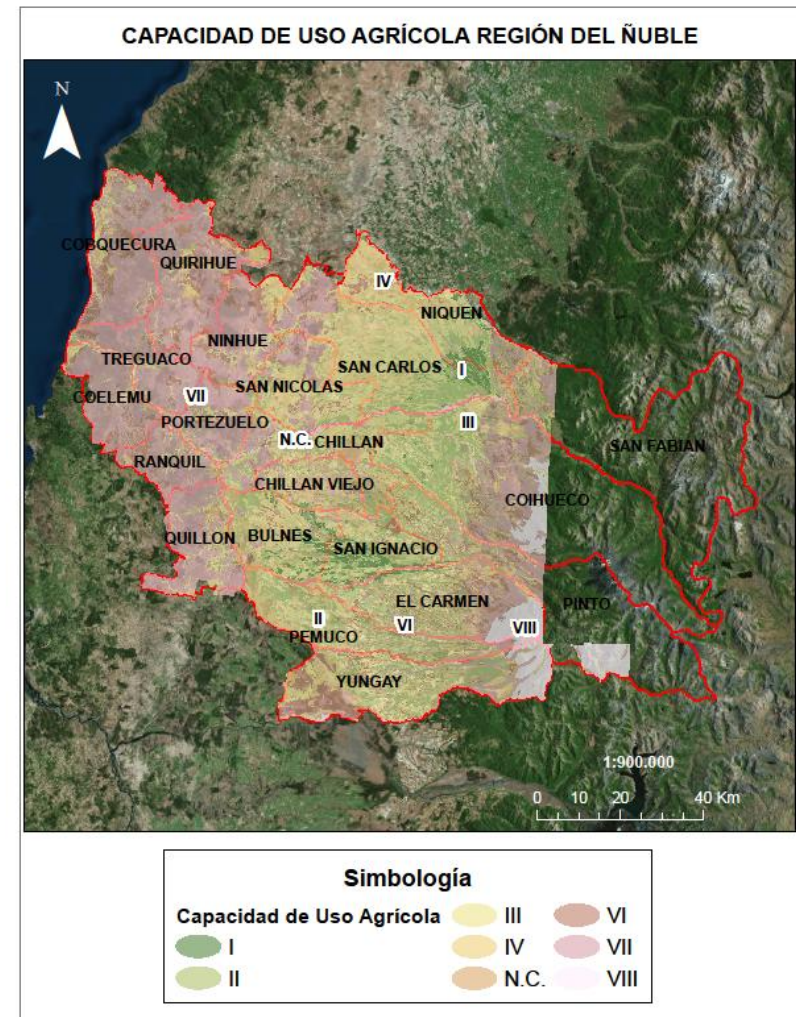 CAPACIDAD DE USO AGRÍCOLA REGIÓN DEL ÑUBLE
N
COBQUECURA
QUIRIHUE
IV
NIQUEN
NINHUE
TREGUACO
SAN CARLOS
I
SAN NICOLAS
COELEMU
VII
PORTEZUELO
III
N.C.
CHILLAN
SAN FABIAN
RANQUIL
CHILLAN VIEJO
COIHUECO
QUILLON
BULNES
SAN IGNACIO
EL CARMEN
PINTO
II
VI
VIII
PEMUCO
YUNGAY
1:900.000
0 10 20 40 Km
Simbología
Capacidad de Uso Agrícola
I
II
III
IV
N.C.
VI
VII
VIII